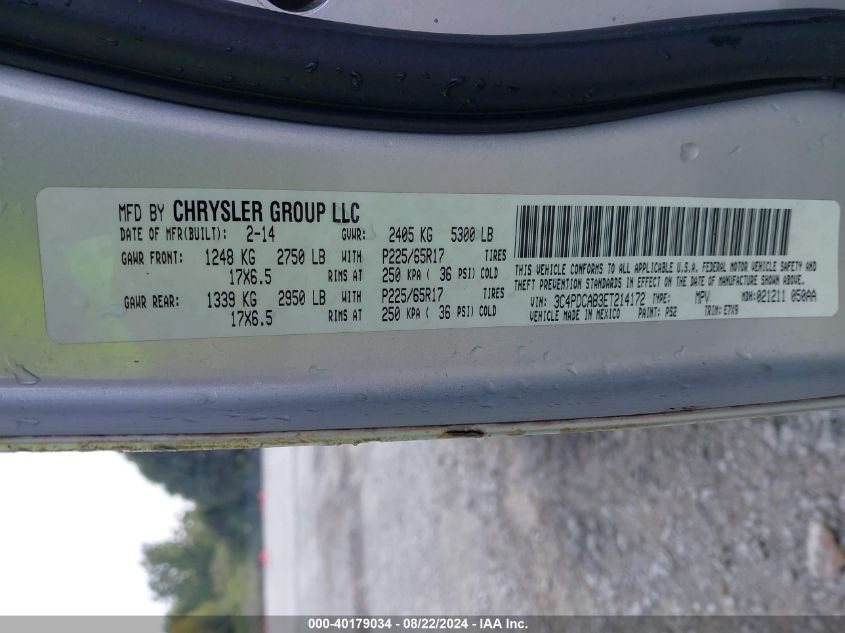 MFD BY CHRYSLER GROUP LLC
DATE OF MFR(BUILT): 2-14 GVWR: 2405 KG 5300 LB
GAWR FRONT: 1248 KG 2750 LB WITH P225/65R17 TIRES
17X6.5 RIMS AT 250 KPA ( 36 PSI) COLD
GAWR REAR: 1339 KG 2950 LB WITH P225/65R17 TIRES
17X6.5 RIMS AT 250 KPA ( 36 PSI) COLD
THIS VEHICLE CONFORMS TO ALL APPLICABLE U.S.A. FEDERAL MOTOR VEHICLE SAFETY AND
THEFT PREVENTION STANDARDS IN EFFECT ON THE DATE OF MANUFACTURE SHOWN ABOVE.
VIN: 3C4PDCAB3ET214172 TYPE: MPV MDH:021211 050AA
VEHICLE MADE IN MEXICO PAINT: PS2 TRIM: E7X9
000-40179034 - 08/22/2024 - IAA Inc.